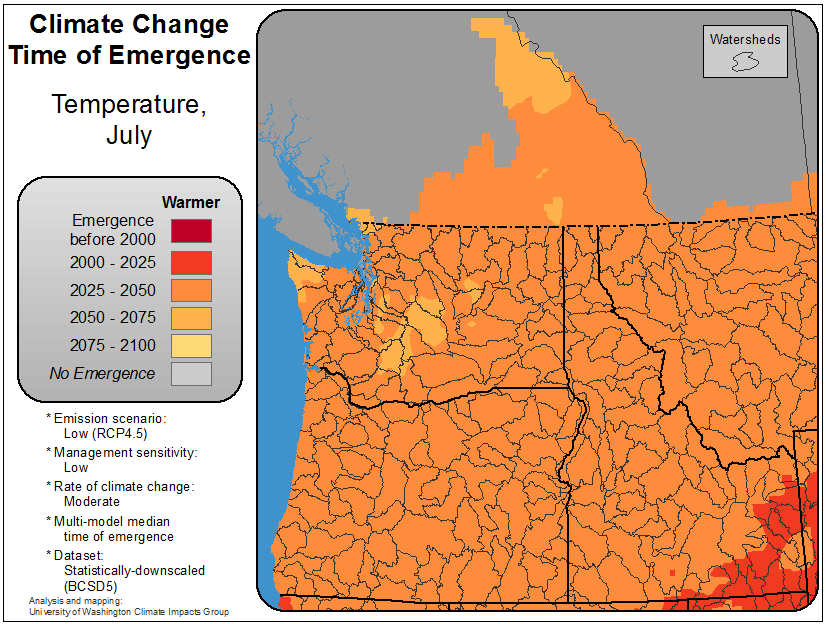 Climate Change
Time of Emergence
Temperature,
July
Warmer
Emergence
before 2000
2000 - 2025
2025 - 2050
2050 - 2075
2075 - 2100
No Emergence
* Emission scenario:
Low (RCP4.5)
* Management sensitivity:
Low
* Rate of climate change:
Moderate
* Multi-model median
time of emergence
* Dataset:
Statistically-downscaled
(BCSD5)
Analysis and mapping:
University of Washington Climate Impacts Group
Watersheds